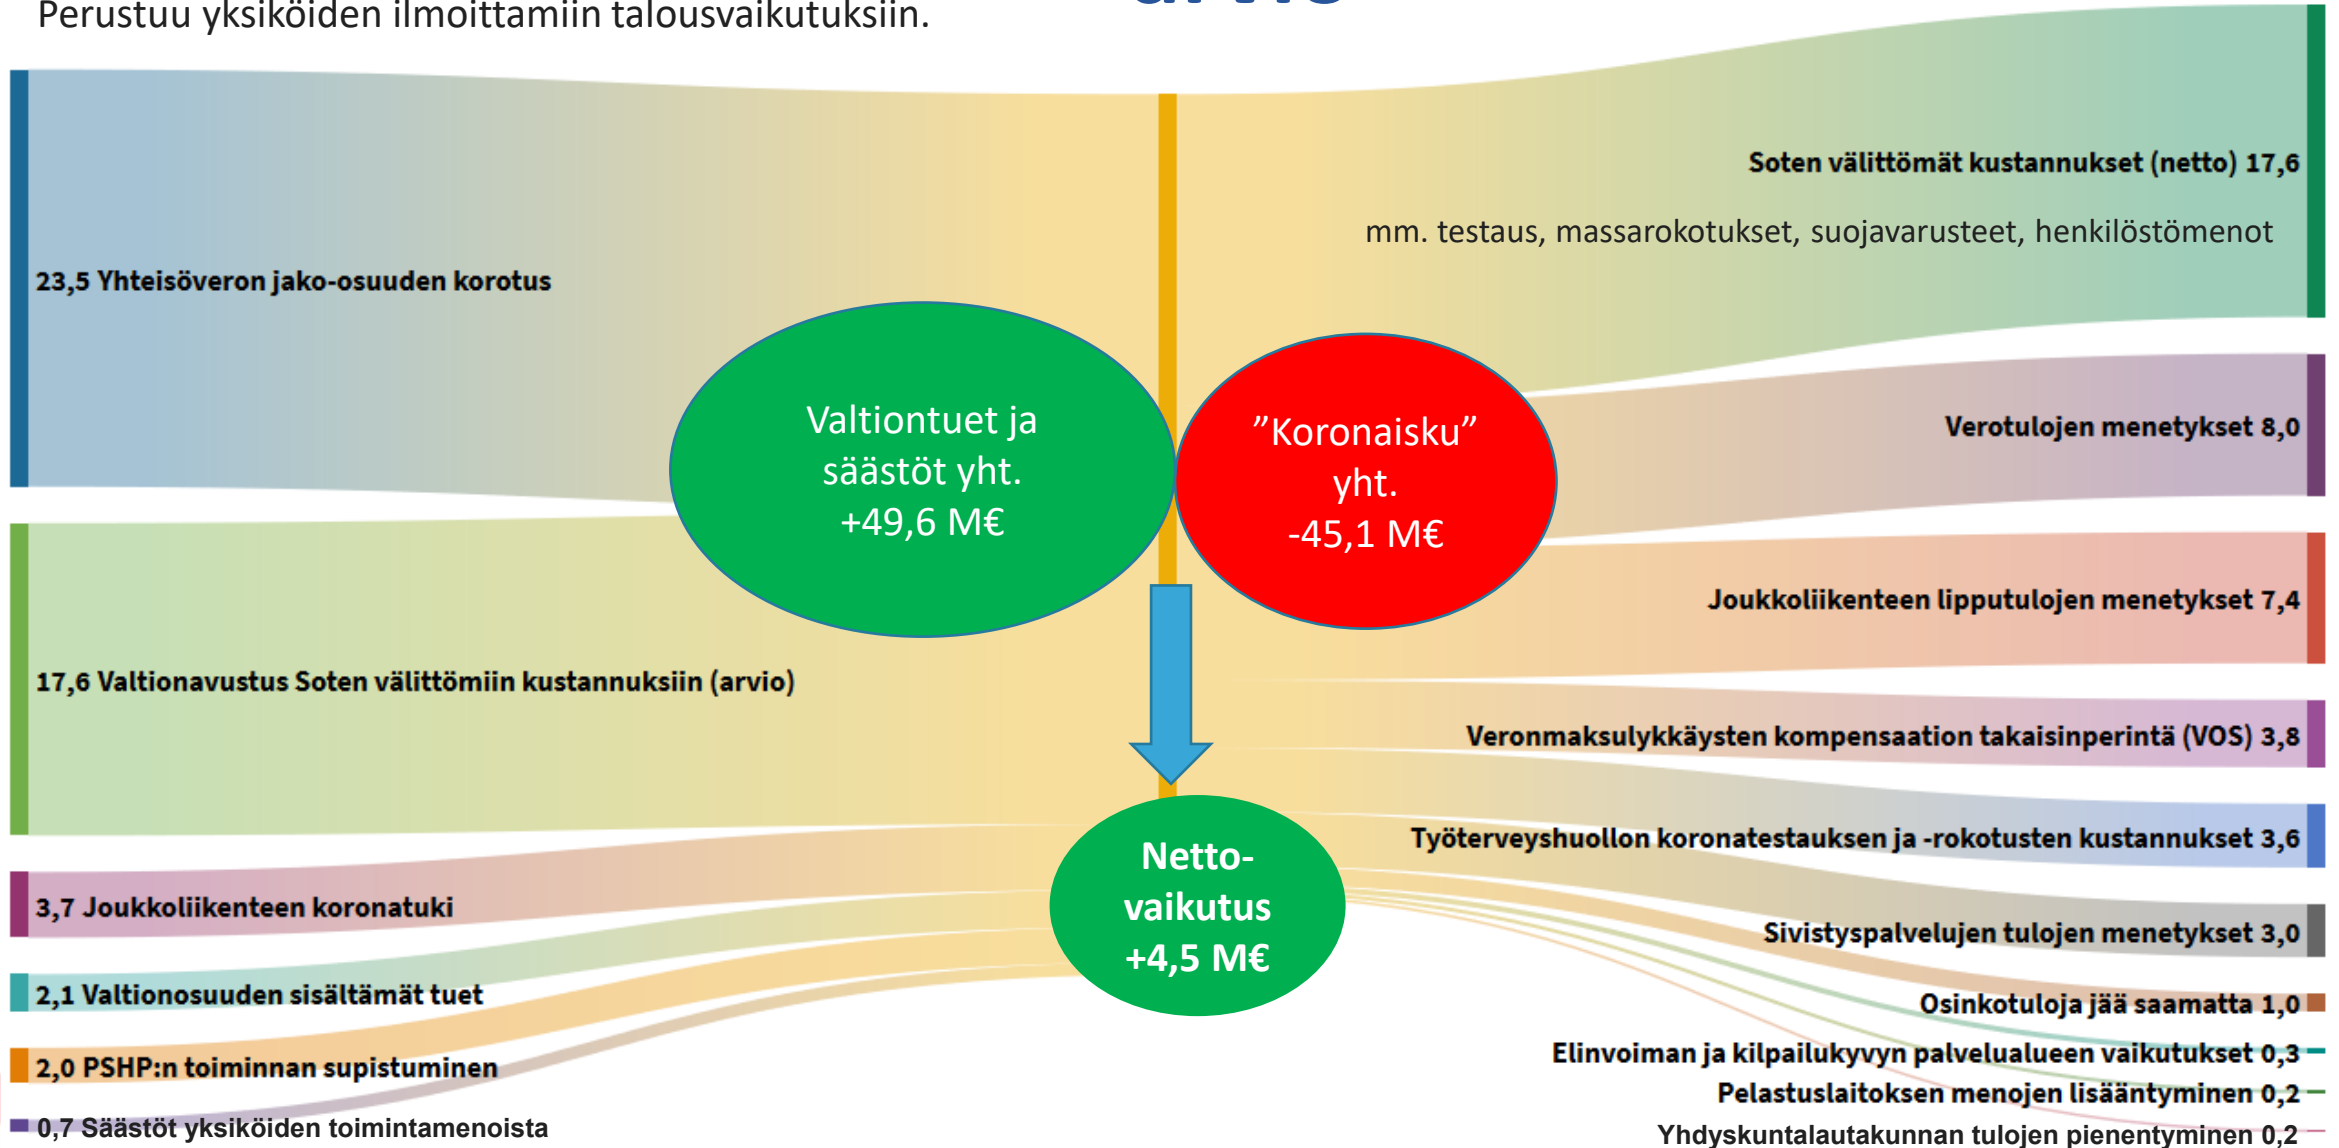 Perustuu yksiköiden ilmoittamiin talousvaikutuksiin.
23,5 Yhteisöveron jako-osuuden korotus
17,6 Valtionavustus Soten välittömiin kustannuksiin (arvio)
3,7 Joukkoliikenteen koronatuki
2,1 Valtionosuuden sisältämät tuet
2,0 PSHP:n toiminnan supistuminen
0,7 Säästöt yksiköiden toimintamenoista
Valtiontuet ja
säästöt yht.
+49,6 M€
”Koronaisku”
yht.
-45,1 M€
Netto-
vaikutus
+4,5 M€
Soten välittömät kustannukset (netto) 17,6
mm. testaus, massarokotukset, suojavarusteet, henkilöstömenot
Verotulojen menetykset 8,0
Joukkoliikenteen lipputulojen menetykset 7,4
Veronmaksulykkäysten kompensaation takaisinperintä (VOS) 3,8
Työterveyshuollon koronatestauksen ja -rokotusten kustannukset 3,6
Sivistyspalvelujen tulojen menetykset 3,0
Osinkotuloja jää saamatta 1,0
Elinvoiman ja kilpailukyvyn palvelualueen vaikutukset 0,3
Pelastuslaitoksen menojen lisääntyminen 0,2
Yhdyskuntalautakunnan tulojen pienentyminen 0,2